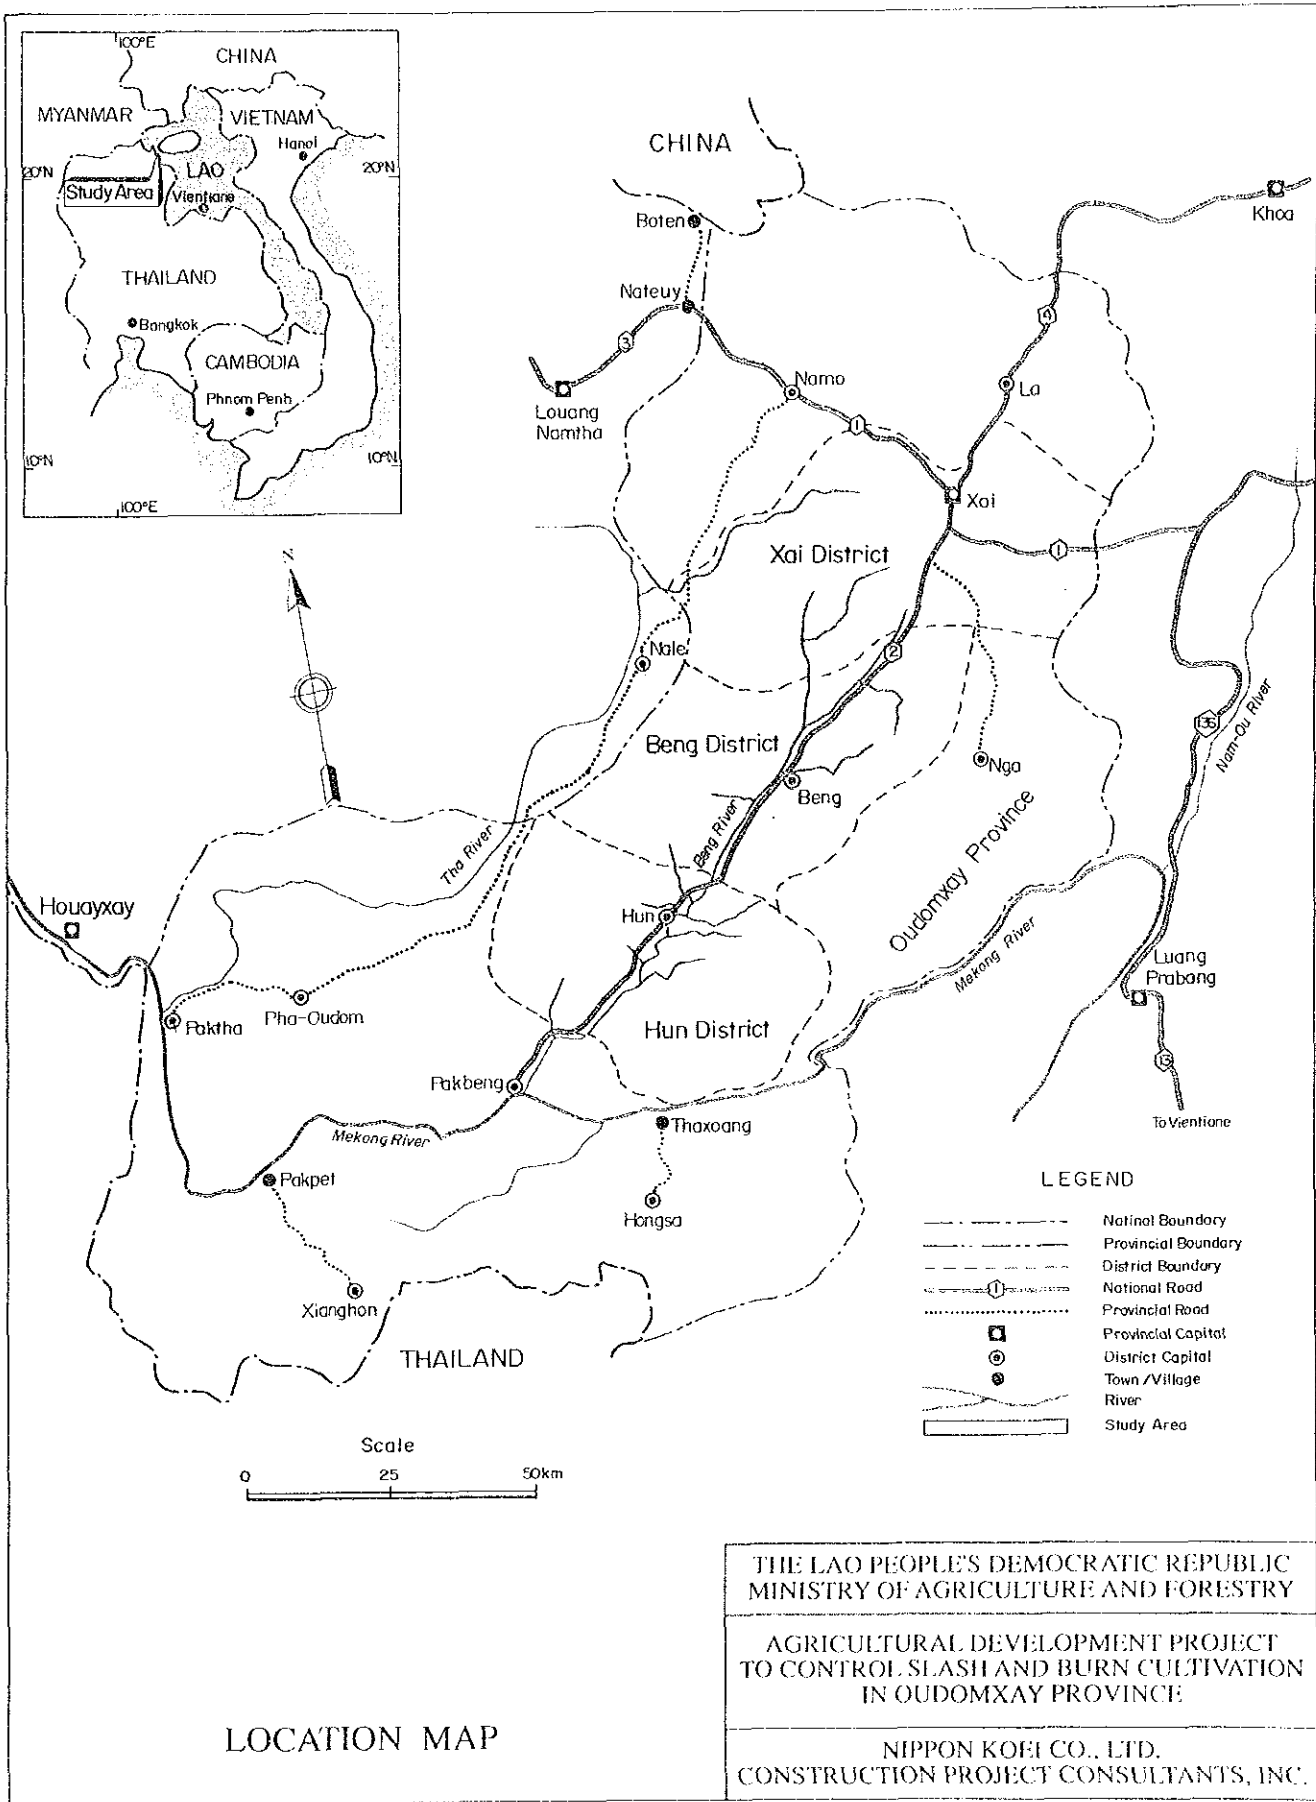 100°E
CHINA
MYANMAR
VIETNAM
Hanoi
20°N
LAO
20°N
Study Area
Vientiane
THAILAND
Bangkok
CAMBODIA
Phnom Penh
10°N
10°N
100°E
CHINA
Boten
Khoa
Nateuy
4
3
Namo
La
Louang
Namtha
1
Xai
N
Xai District
1
Nale
2
Beng District
Nga
136
Nam-Ou River
Beng
Tha River
Beng River
Oudomxay Province
Houayxay
Hun
Mekong River
Luang
Prabang
Paktha
Pha-Oudom
Hun District
13
Pakbeng
Mekong River
Thaxoang
To Vientiane
Pakpet
LEGEND
Hongsa
Natinal Boundary
Provincial Boundary
District Boundary
1
National Road
Xianghon
Provincial Road
Provincial Capital
THAILAND
District Capital
Town / Village
River
Study Area
Scale
0
25
50km
THE LAO PEOPLE'S DEMOCRATIC REPUBLIC
MINISTRY OF AGRICULTURE AND FORESTRY
AGRICULTURAL DEVELOPMENT PROJECT
TO CONTROL SLASH AND BURN CULTIVATION
IN OUDOMXAY PROVINCE
LOCATION MAP
NIPPON KOEI CO., LTD.
CONSTRUCTION PROJECT CONSULTANTS, INC.